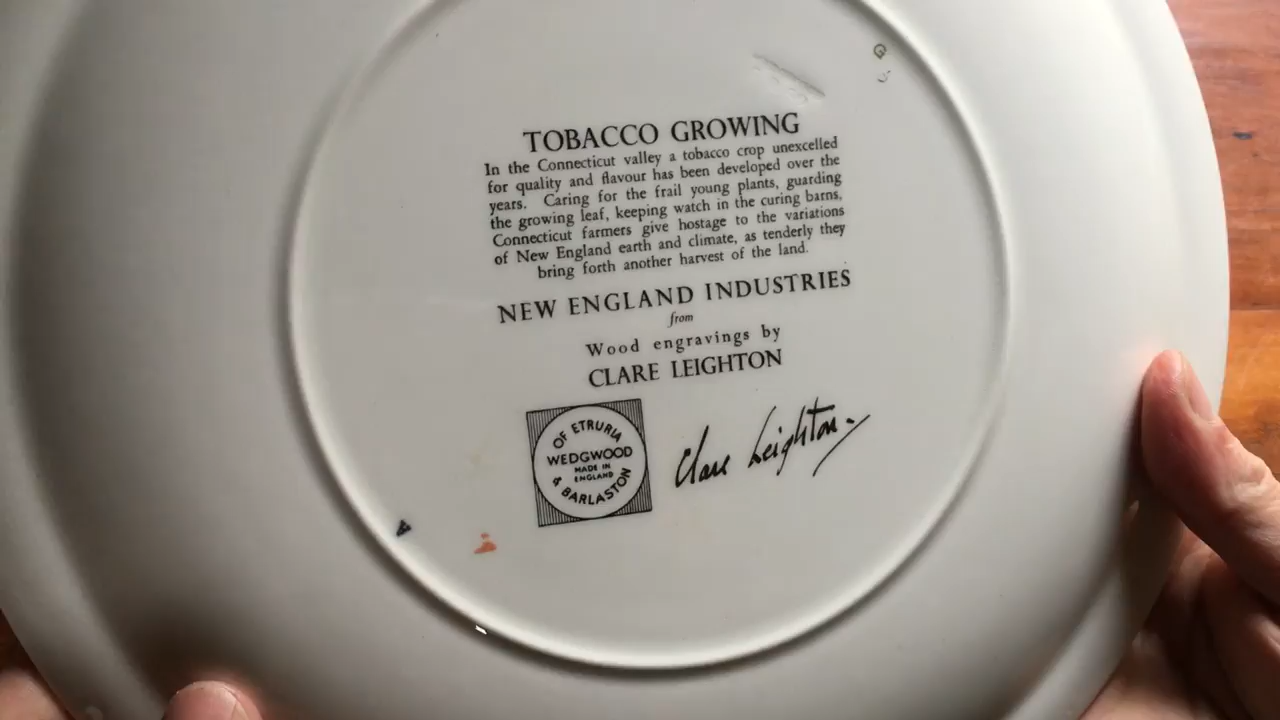 TOBACCO GROWING
In the Connecticut valley a tobacco crop unexcelled
for quality and flavour has been developed over the
years. Caring for the frail young plants, guarding
the growing leaf, keeping watch in the curing barns,
Connecticut farmers give hostage to the variations
of New England earth and climate, as tenderly they
bring forth another harvest of the land.
NEW ENGLAND INDUSTRIES
from
Wood engravings by
CLARE LEIGHTON
OF ETRURIA
WEDGWOOD
MADE IN
ENGLAND
& BARLASTON
Clare Leighton.